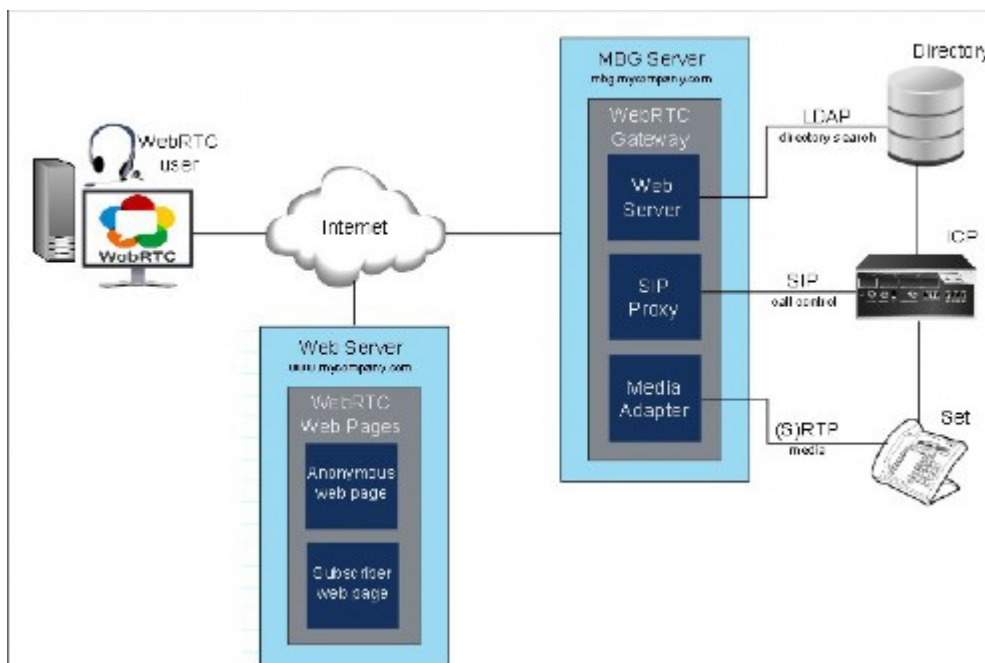 WebRTC
user
WebRTC
Internet
Web Server
www.mycompany.com
WebRTC
Web Pages
Anonymous
web page
Subscriber
web page
MBG Server
mbg.mycompany.com
WebRTC
Gateway
Web
Server
SIP
Proxy
Media
Adapter
LDAP
directory search
SIP
call control
(S)RTP
media
Directory
ICP
Set